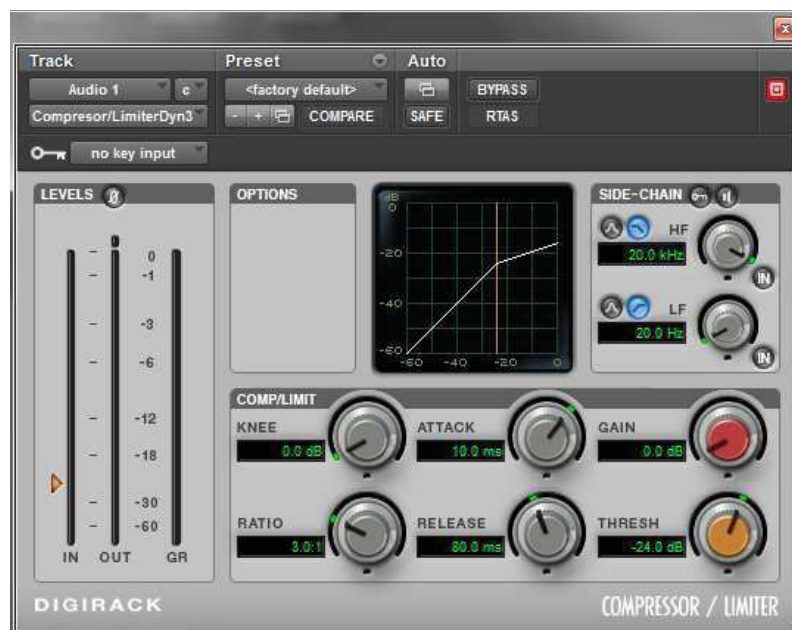 Track Preset Auto
Audio 1 c <factory default> BYPASS
Compresor/LimiterDyn3 - + COMPARE SAFE RTAS
no key input
LEVELS Ø OPTIONS SIDE-CHAIN
dB
0
-20
-40
-60
-60 -40 -20 0
HF
20.0 kHz
IN
LF
20.0 Hz
IN
0
-1
-3
-6
-12
-18
-30
-60
IN OUT GR
COMP/LIMIT
KNEE ATTACK GAIN
0.0 dB 10.0 ms 0.0 dB
RATIO RELEASE THRESH
3.0:1 80.0 ms -24.0 dB
DIGIRACK COMPRESSOR / LIMITER